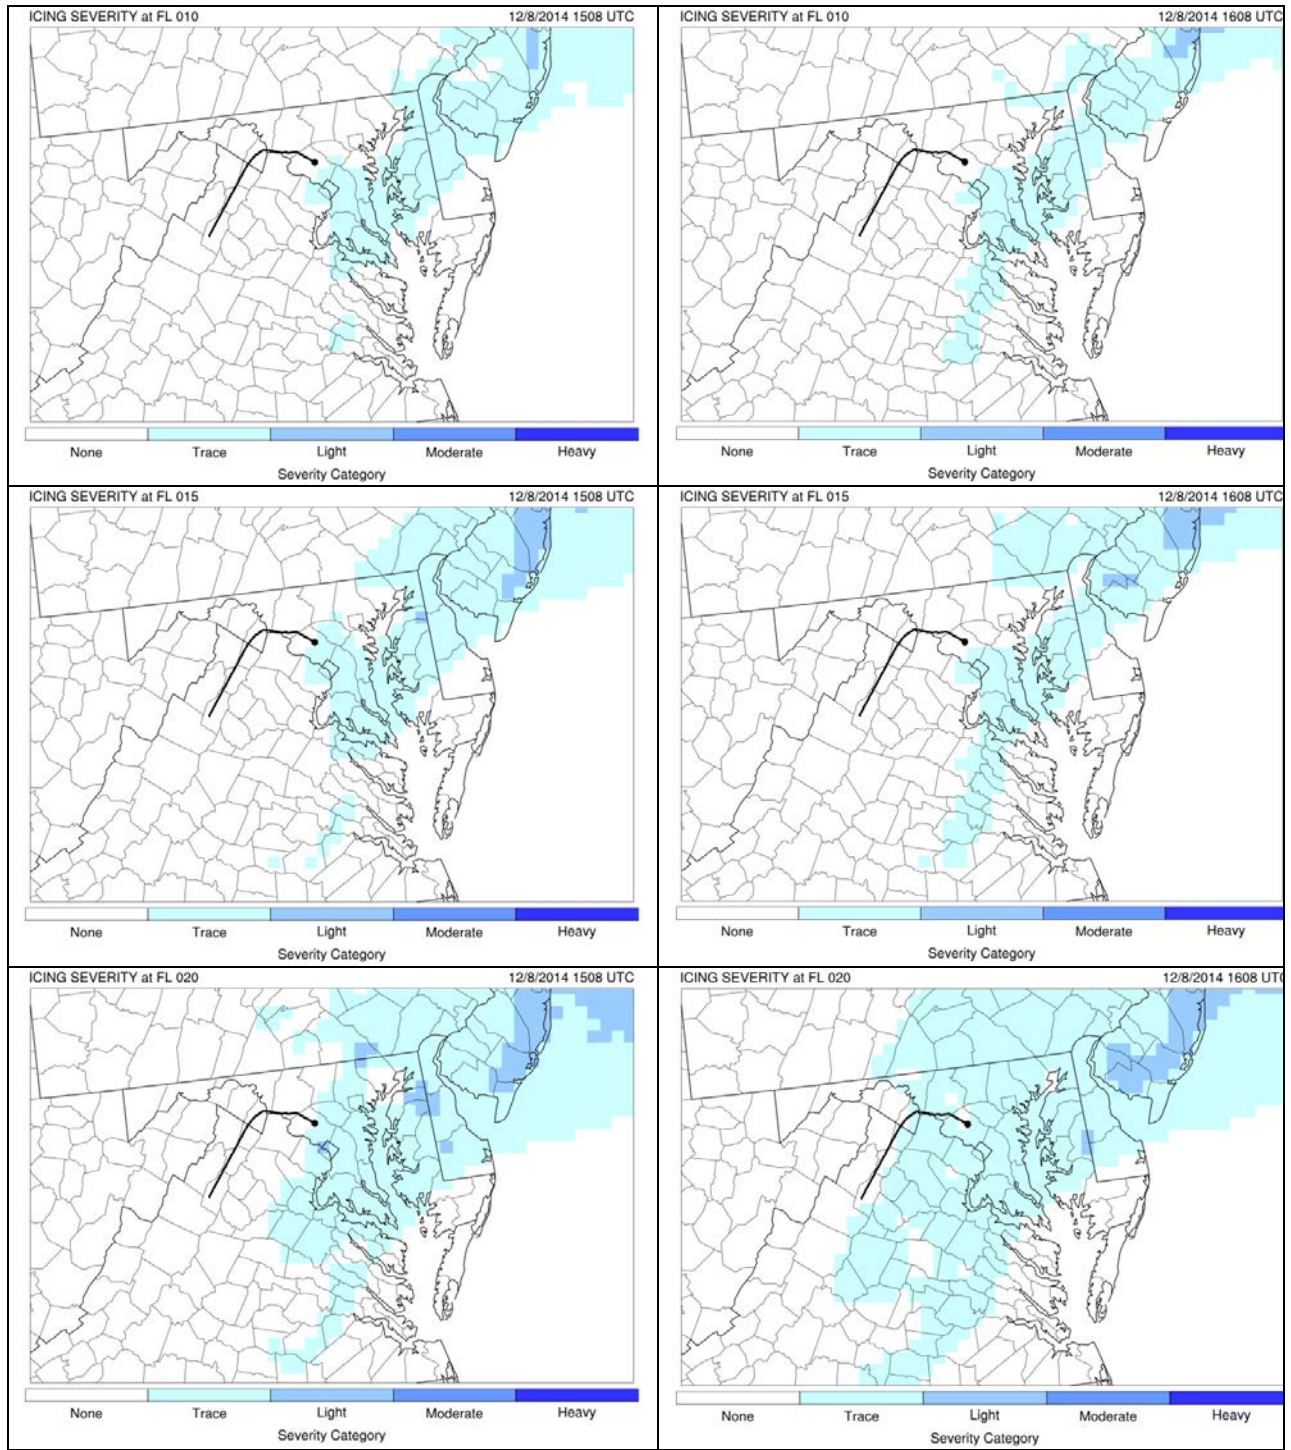 ICING SEVERITY at FL 010 12/8/2014 1508 UTC
None Trace Light Moderate Heavy
Severity Category
ICING SEVERITY at FL 010 12/8/2014 1608 UTC
None Trace Light Moderate Heavy
Severity Category
ICING SEVERITY at FL 015 12/8/2014 1508 UTC
None Trace Light Moderate Heavy
Severity Category
ICING SEVERITY at FL 015 12/8/2014 1608 UTC
None Trace Light Moderate Heavy
Severity Category
ICING SEVERITY at FL 020 12/8/2014 1508 UTC
None Trace Light Moderate Heavy
Severity Category
ICING SEVERITY at FL 020 12/8/2014 1608 UTC
None Trace Light Moderate Heavy
Severity Category